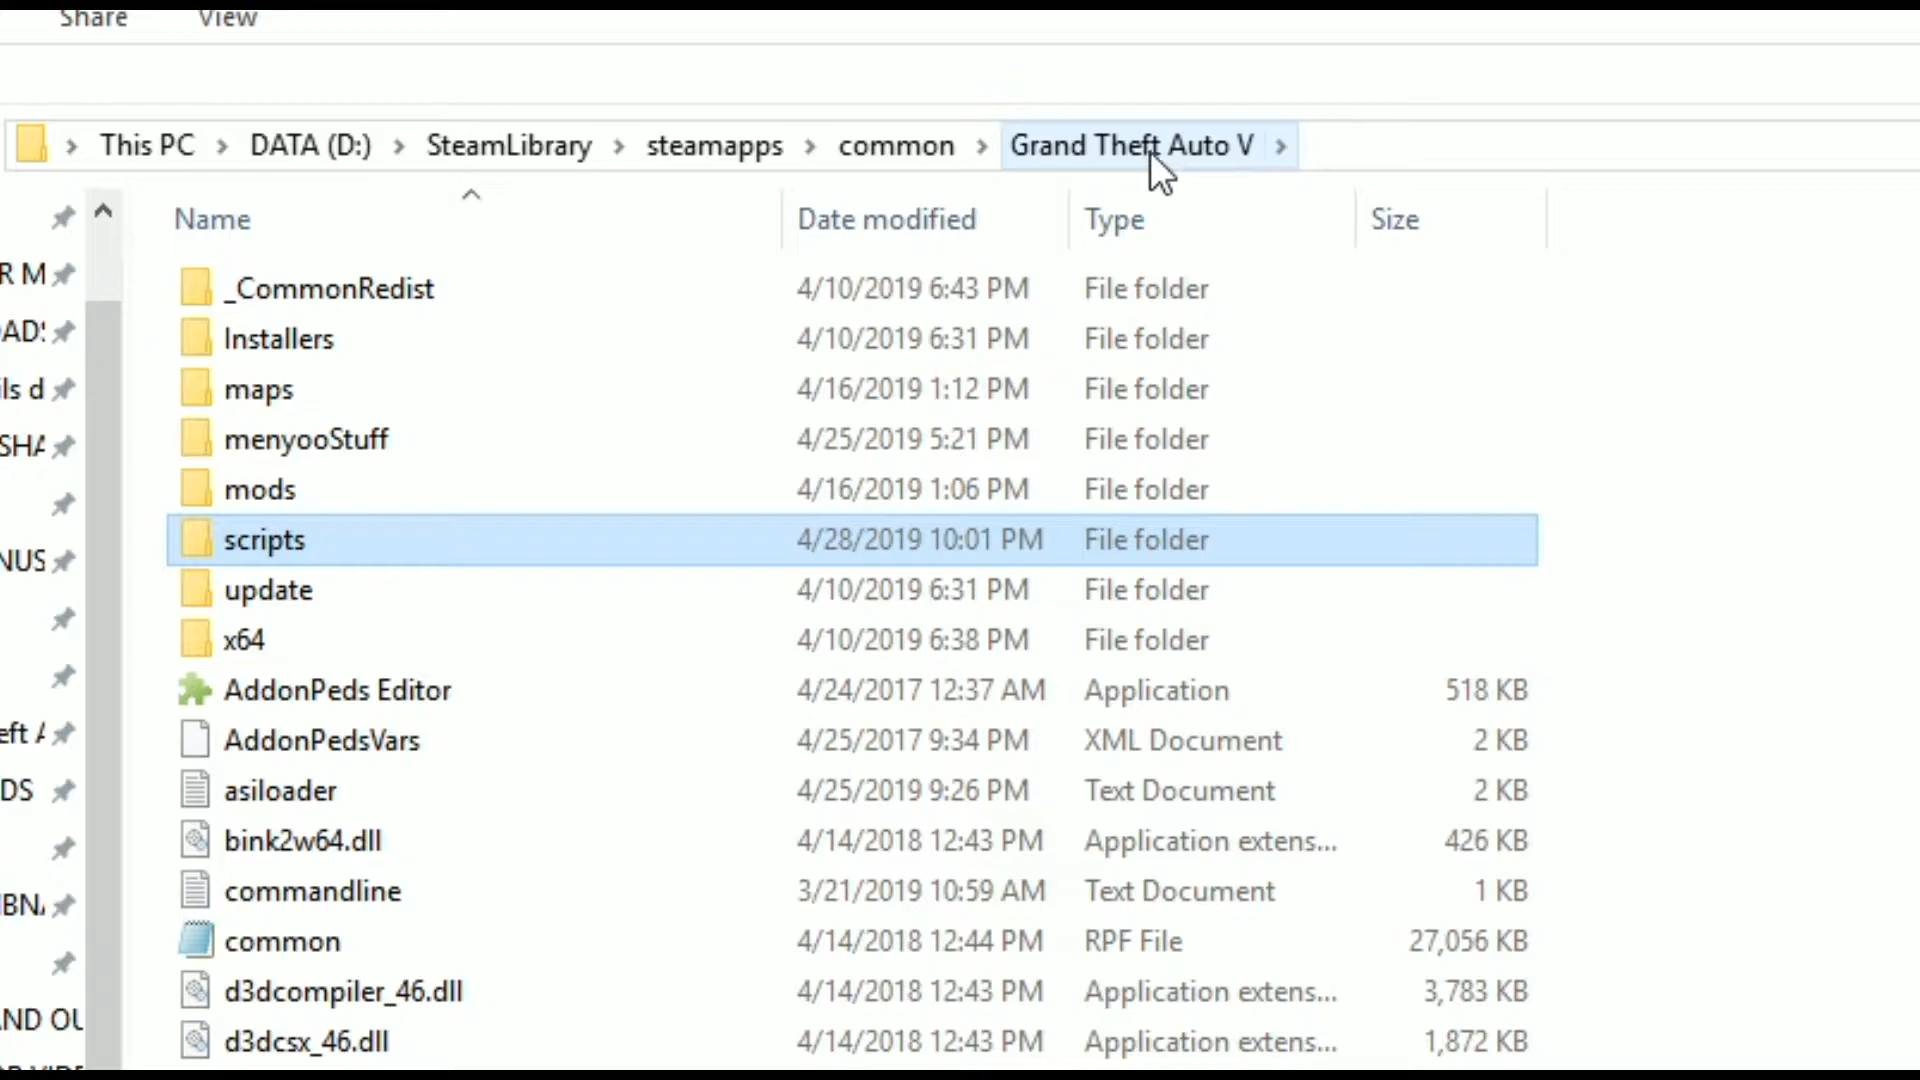 Share View
This PC DATA (D:) SteamLibrary steamapps common Grand Theft Auto V
Name Date modified Type Size
_CommonRedist 4/10/2019 6:43 PM File folder
R M
Installers 4/10/2019 6:31 PM File folder
maps 4/16/2019 1:12 PM File folder
ls d
menyooStuff 4/25/2019 5:21 PM File folder
mods 4/16/2019 1:06 PM File folder
scripts 4/28/2019 10:01 PM File folder
NUS
update 4/10/2019 6:31 PM File folder
x64 4/10/2019 6:38 PM File folder
AddonPeds Editor 4/24/2017 12:37 AM Application 518 KB
eft
AddonPedsVars 4/25/2017 9:34 PM XML Document 2 KB
DS
asiloader 4/25/2019 9:26 PM Text Document 2 KB
bink2w64.dll 4/14/2018 12:43 PM Application extens... 426 KB
commandline 3/21/2019 10:59 AM Text Document 1 KB
common 4/14/2018 12:44 PM RPF File 27,056 KB
d3dcompiler_46.dll 4/14/2018 12:43 PM Application extens... 3,783 KB
ND OU
d3dcsx_46.dll 4/14/2018 12:43 PM Application extens... 1,872 KB